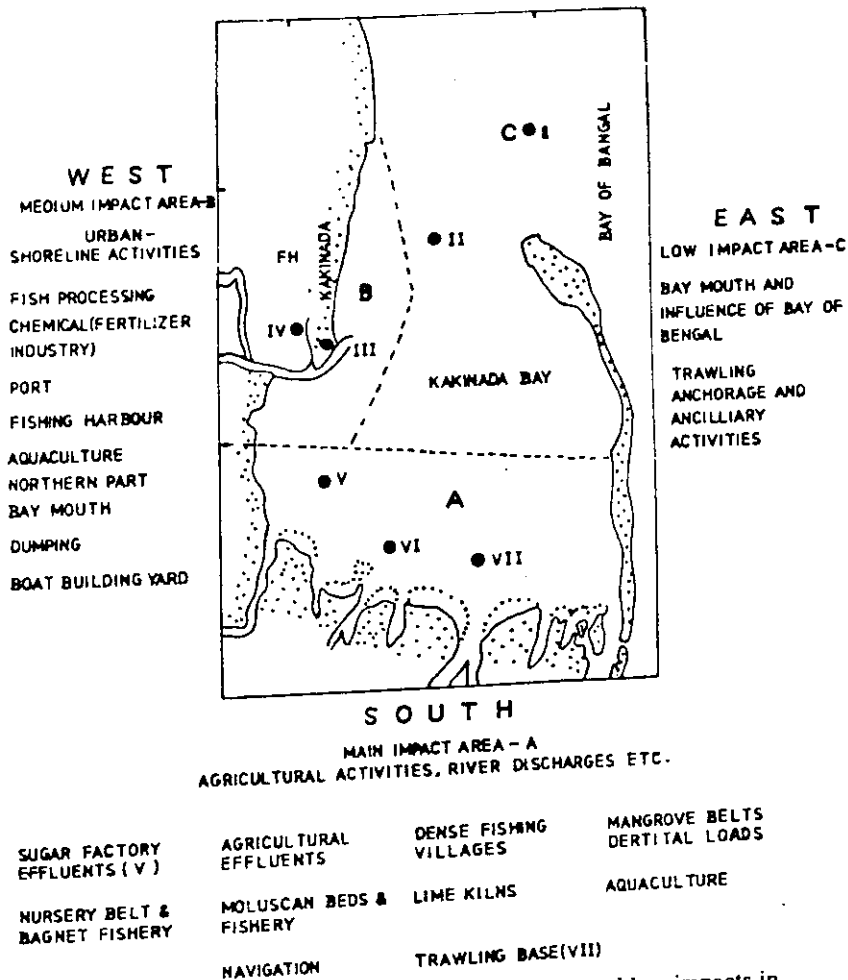 WEST
MEDIUM IMPACT AREA-B
URBAN-
SHORELINE ACTIVITIES
FISH PROCESSING
CHEMICAL(FERTILIZER
INDUSTRY)
PORT
FISHING HARBOUR
AQUACULTURE
NORTHERN PART
BAY MOUTH
DUMPING
BOAT BUILDING YARD
C I
BAY OF BANGAL
II
FH
KAKINADA
B
IV
III
KAKINADA BAY
V
A
VI
VII
EAST
LOW IMPACT AREA-C
BAY MOUTH AND
INFLUENCE OF BAY OF
BENGAL
TRAWLING
ANCHORAGE AND
ANCILLIARY
ACTIVITIES
SOUTH
MAIN IMPACT AREA - A
AGRICULTURAL ACTIVITIES, RIVER DISCHARGES ETC.
SUGAR FACTORY
EFFLUENTS (V)
AGRICULTURAL
EFFLUENTS
DENSE FISHING
VILLAGES
MANGROVE BELTS
DERTITAL LOADS
NURSERY BELT &
BAGNET FISHERY
MOLUSCAN BEDS &
FISHERY
LIME KILNS
AQUACULTURE
NAVIGATION
TRAWLING BASE(VII)
impacts in